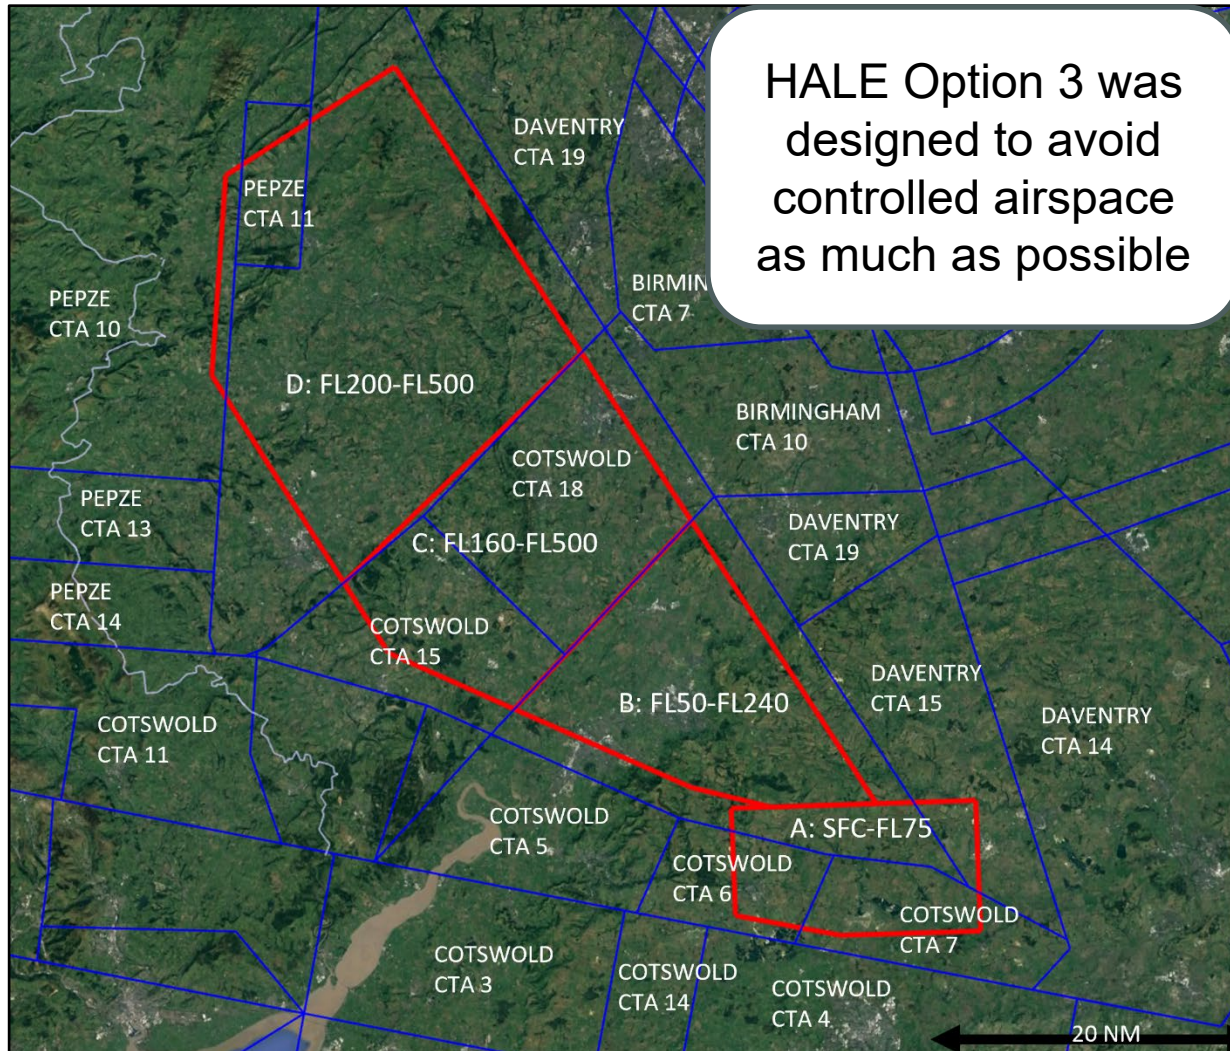 HALE Option 3 was
designed to avoid
controlled airspace
as much as possible
DAVENTRY
CTA 19
PEPZE
CTA 11
BIRMIN
CTA 7
PEPZE
CTA 10
D: FL200-FL500
BIRMINGHAM
CTA 10
COTSWOLD
CTA 18
PEPZE
CTA 13
DAVENTRY
CTA 19
C: FL160-FL500
PEPZE
CTA 14
COTSWOLD
CTA 15
DAVENTRY
CTA 15
B: FL50-FL240
COTSWOLD
CTA 11
DAVENTRY
CTA 14
COTSWOLD
CTA 5
A: SFC-FL75
COTSWOLD
CTA 6
COTSWOLD
CTA 7
COTSWOLD
CTA 3
COTSWOLD
CTA 14
COTSWOLD
CTA 4
20 NM